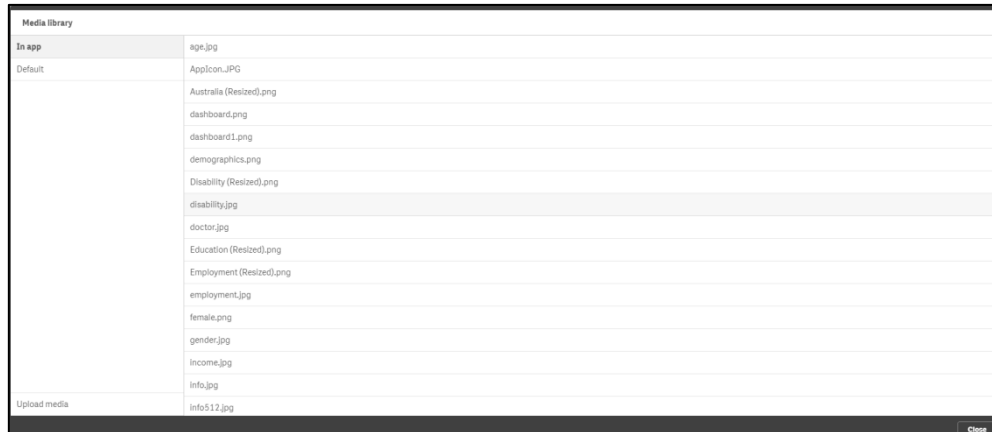 Media library
In app
Default
Upload media
age.jpg
AppIcon.JPG
Australia (Resized).png
dashboard.png
dashboard1.png
demographics.png
Disability (Resized).png
disability.jpg
doctor.jpg
Education (Resized).png
Employment (Resized).png
employment.jpg
female.png
gender.jpg
income.jpg
info.jpg
info512.jpg
Close